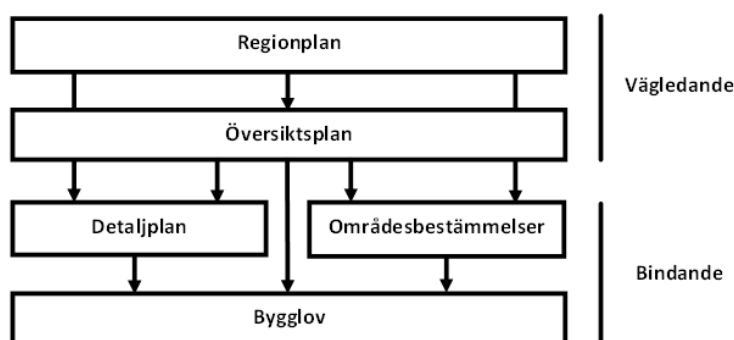 Regionplan
Vägledande
Översiktsplan
Detaljplan
Områdesbestämmelser
Bindande
Bygglov